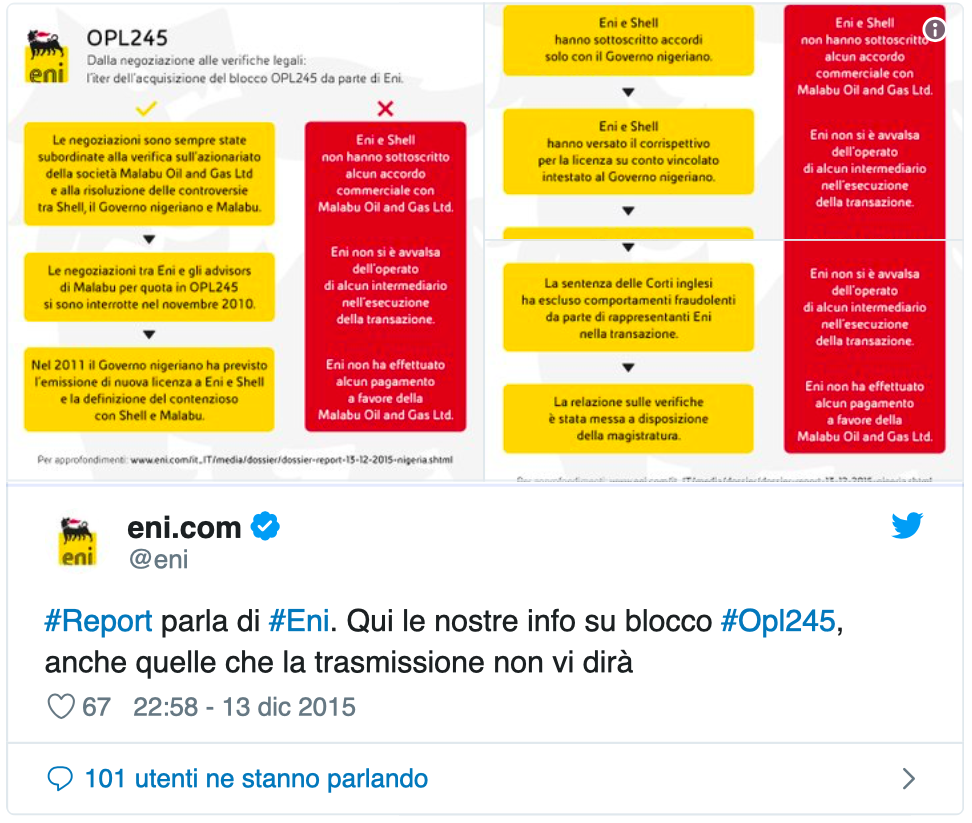 eni
OPL245
Dalla negoziazione alle verifiche legali:
l'iter dell'acquisizione del blocco OPL245 da parte di Eni.
Le negoziazioni sono sempre state
subordinate alla verifica sull'azionariato
della società Malabu Oil and Gas Ltd
e alla risoluzione delle controversie
tra Shell, il Governo nigeriano e Malabu.
Le negoziazioni tra Eni e gli advisors
di Malabu per quota in OPL245
si sono interrotte nel novembre 2010.
Nel 2011 il Governo nigeriano ha previsto
l'emissione di nuova licenza a Eni e Shell
e la definizione del contenzioso
con Shell e Malabu.
Eni e Shell
non hanno sottoscritto
alcun accordo
commerciale con
Malabu Oil and Gas Ltd.
Eni non si è avvalsa
dell'operato
di alcun intermediario
nell'esecuzione
della transazione.
Eni non ha effettuato
alcun pagamento
a favore della
Malabu Oil and Gas Ltd.
Per approfondimenti: www.eni.com/it_IT/media/dossier/dossier-report-13-12-2015-nigeria.shtml
Eni e Shell
hanno sottoscritto accordi
solo con il Governo nigeriano.
Eni e Shell
hanno versato il corrispettivo
per la licenza su conto vincolato
intestato al Governo nigeriano.
Eni e Shell
non hanno sottoscritto
alcun accordo
commerciale con
Malabu Oil and Gas Ltd.
Eni non si è avvalsa
dell'operato
di alcun intermediario
nell'esecuzione
della transazione.
La sentenza delle Corti inglesi
ha escluso comportamenti fraudolenti
da parte di rappresentanti Eni
nella transazione.
La relazione sulle verifiche
è stata messa a disposizione
della magistratura.
Eni non si è avvalsa
dell'operato
di alcun intermediario
nell'esecuzione
della transazione.
Eni non ha effettuato
alcun pagamento
a favore della
Malabu Oil and Gas Ltd.
Per approfondimenti: www.eni.com/it_IT/media/dossier/dossier-report-13-12-2015-nigeria.shtml
eni
eni.com
@eni
#Report parla di #Eni. Qui le nostre info su blocco #Opl245,
anche quelle che la trasmissione non vi dirà
67 22:58 - 13 dic 2015
101 utenti ne stanno parlando